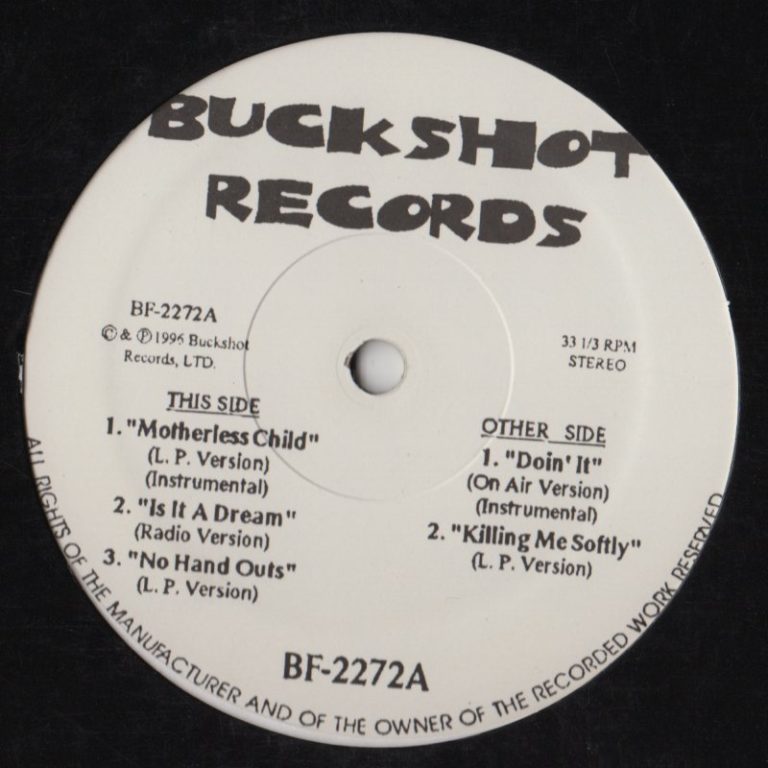 BUCKSHOT
RECORDS
BF-2272A
© & ℗ 1996 Buckshot
Records, LTD.
33 1/3 RPM
STEREO
THIS SIDE
1. "Motherless Child"
(L. P. Version)
(Instrumental)
2. "Is It A Dream"
(Radio Version)
3. "No Hand Outs"
(L. P. Version)
OTHER SIDE
1. "Doin' It"
(On Air Version)
(Instrumental)
2. "Killing Me Softly"
(L. P. Version)
BF-2272A
ALL RIGHTS OF THE MANUFACTURER AND OF THE OWNER OF THE RECORDED WORK RESERVED